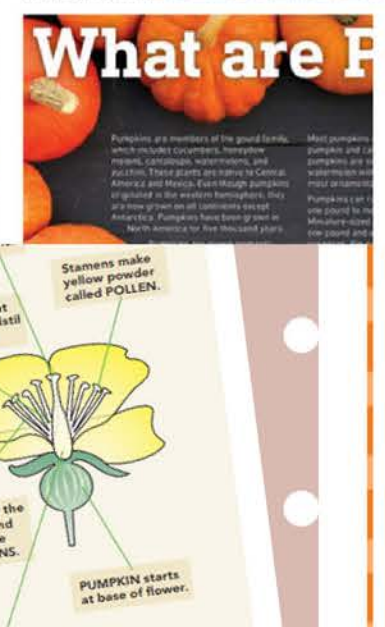 What are P
Pumpkins are members of the gourd family,
which includes cucumbers, honeydew
melons, cantaloupe, watermelons, and
zucchini. These plants are native to Central
America and Mexico. Even though pumpkins
originated in the western hemisphere, they
are now grown on all continents except
Antarctica. Pumpkins have been grown in
North America for five thousand years.
Most pumpkins
pumpkin and
pumpkins are
watermelon
most
Pumpkins can
one pound to
Miniature-sized
one pound and
Stamens make
yellow powder
called POLLEN.
the
NS.
PUMPKIN starts
at base of flower.